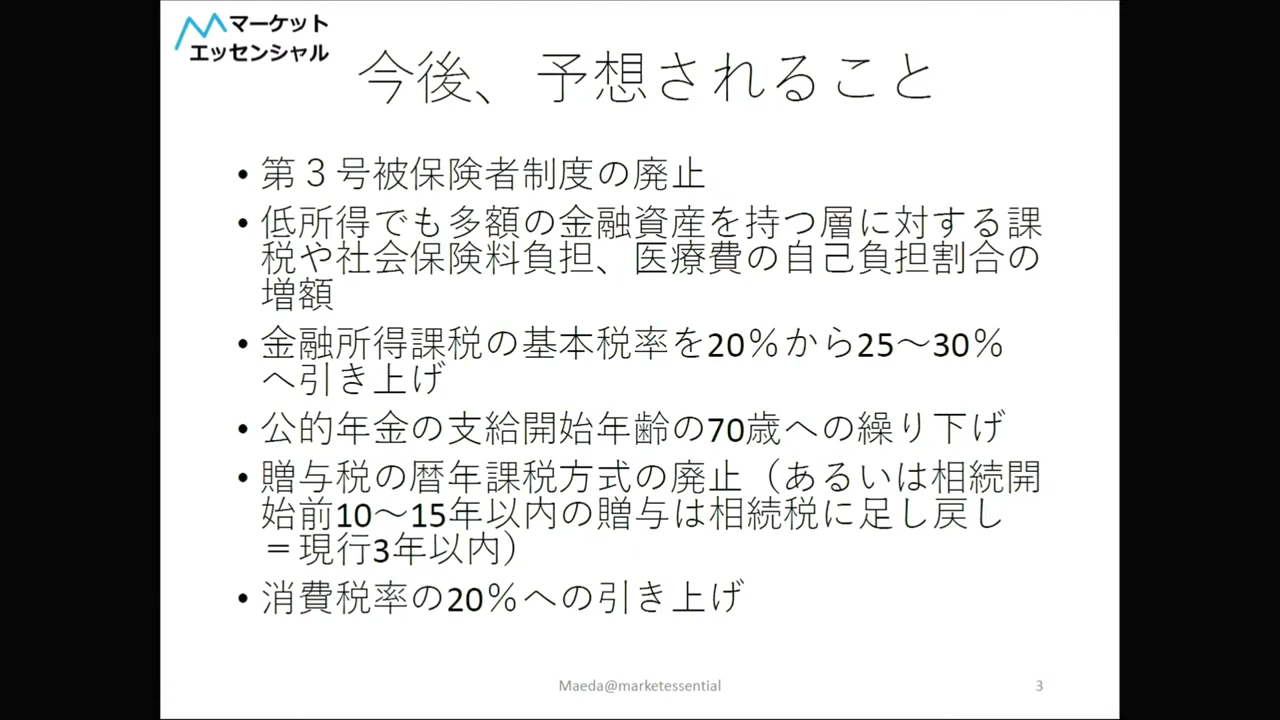 マーケット
エッセンシャル
今後、予想されること
• 第３号被保険者制度の廃止
• 低所得でも多額の金融資産を持つ層に対する課
税や社会保険料負担、医療費の自己負担割合の
増額
• 金融所得課税の基本税率を20％から25～30％
へ引き上げ
• 公的年金の支給開始年齢の70歳への繰り下げ
• 贈与税の暦年課税方式の廃止（あるいは相続開
始前10～15年以内の贈与は相続税に足し戻し
＝現行3年以内）
• 消費税率の20％への引き上げ
Maeda@marketessential
3